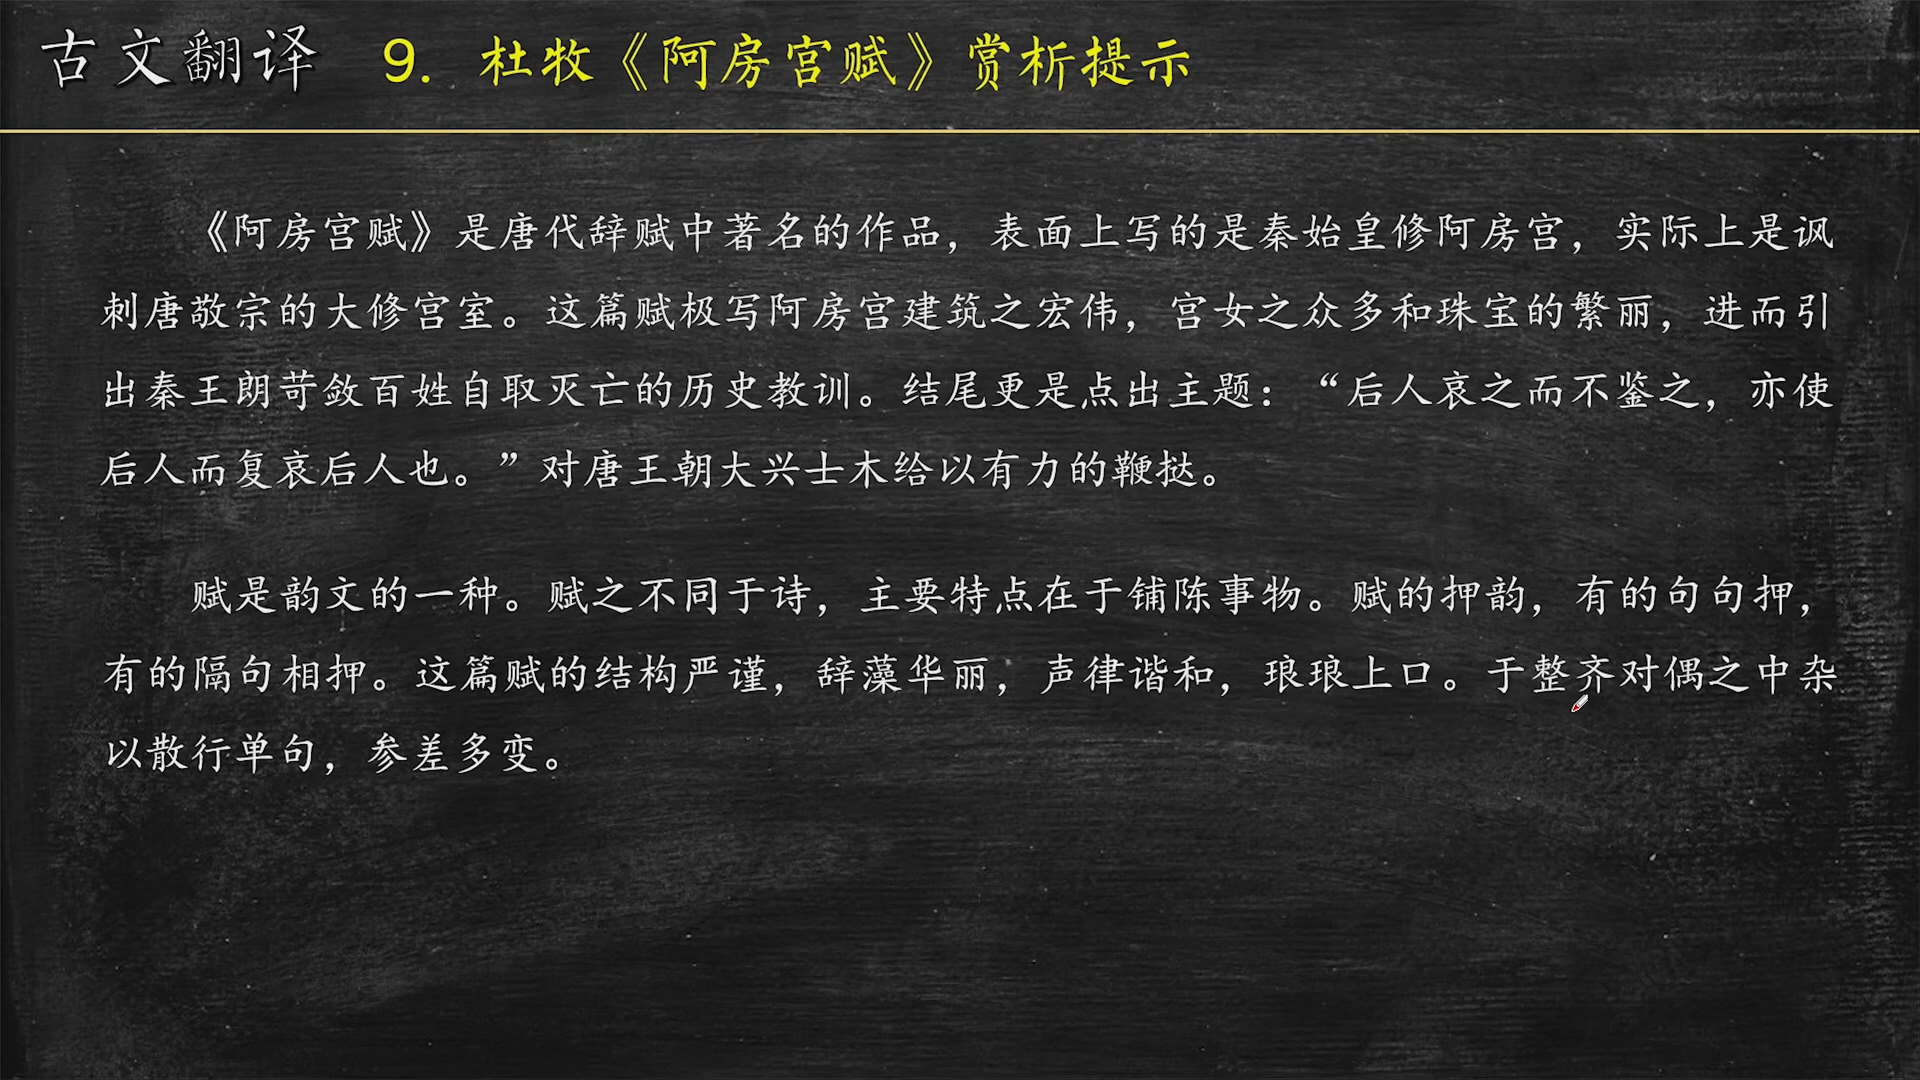 古文翻译 9. 杜牧《阿房宫赋》赏析提示
《阿房宫赋》是唐代辞赋中著名的作品，表面上写的是秦始皇修阿房宫，实际上是讽
刺唐敬宗的大修宫室。这篇赋极写阿房宫建筑之宏伟，宫女之众多和珠宝的繁丽，进而引
出秦王朗苛敛百姓自取灭亡的历史教训。结尾更是点出主题：“后人哀之而不鉴之，亦使
后人而复哀后人也。”对唐王朝大兴士木给以有力的鞭挞。
赋是韵文的一种。赋之不同于诗，主要特点在于铺陈事物。赋的押韵，有的句句押，
有的隔句相押。这篇赋的结构严谨，辞藻华丽，声律谐和，琅琅上口。于整齐对偶之中杂
以散行单句，参差多变。